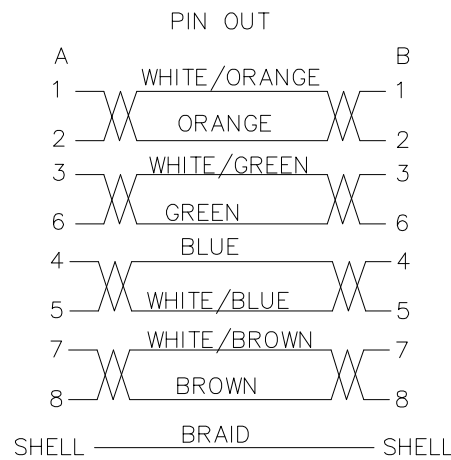 PIN OUT
A B
1 WHITE/ORANGE 1
2 ORANGE 2
3 WHITE/GREEN 3
6 GREEN 6
4 BLUE 4
5 WHITE/BLUE 5
7 WHITE/BROWN 7
8 BROWN 8
SHELL BRAID SHELL